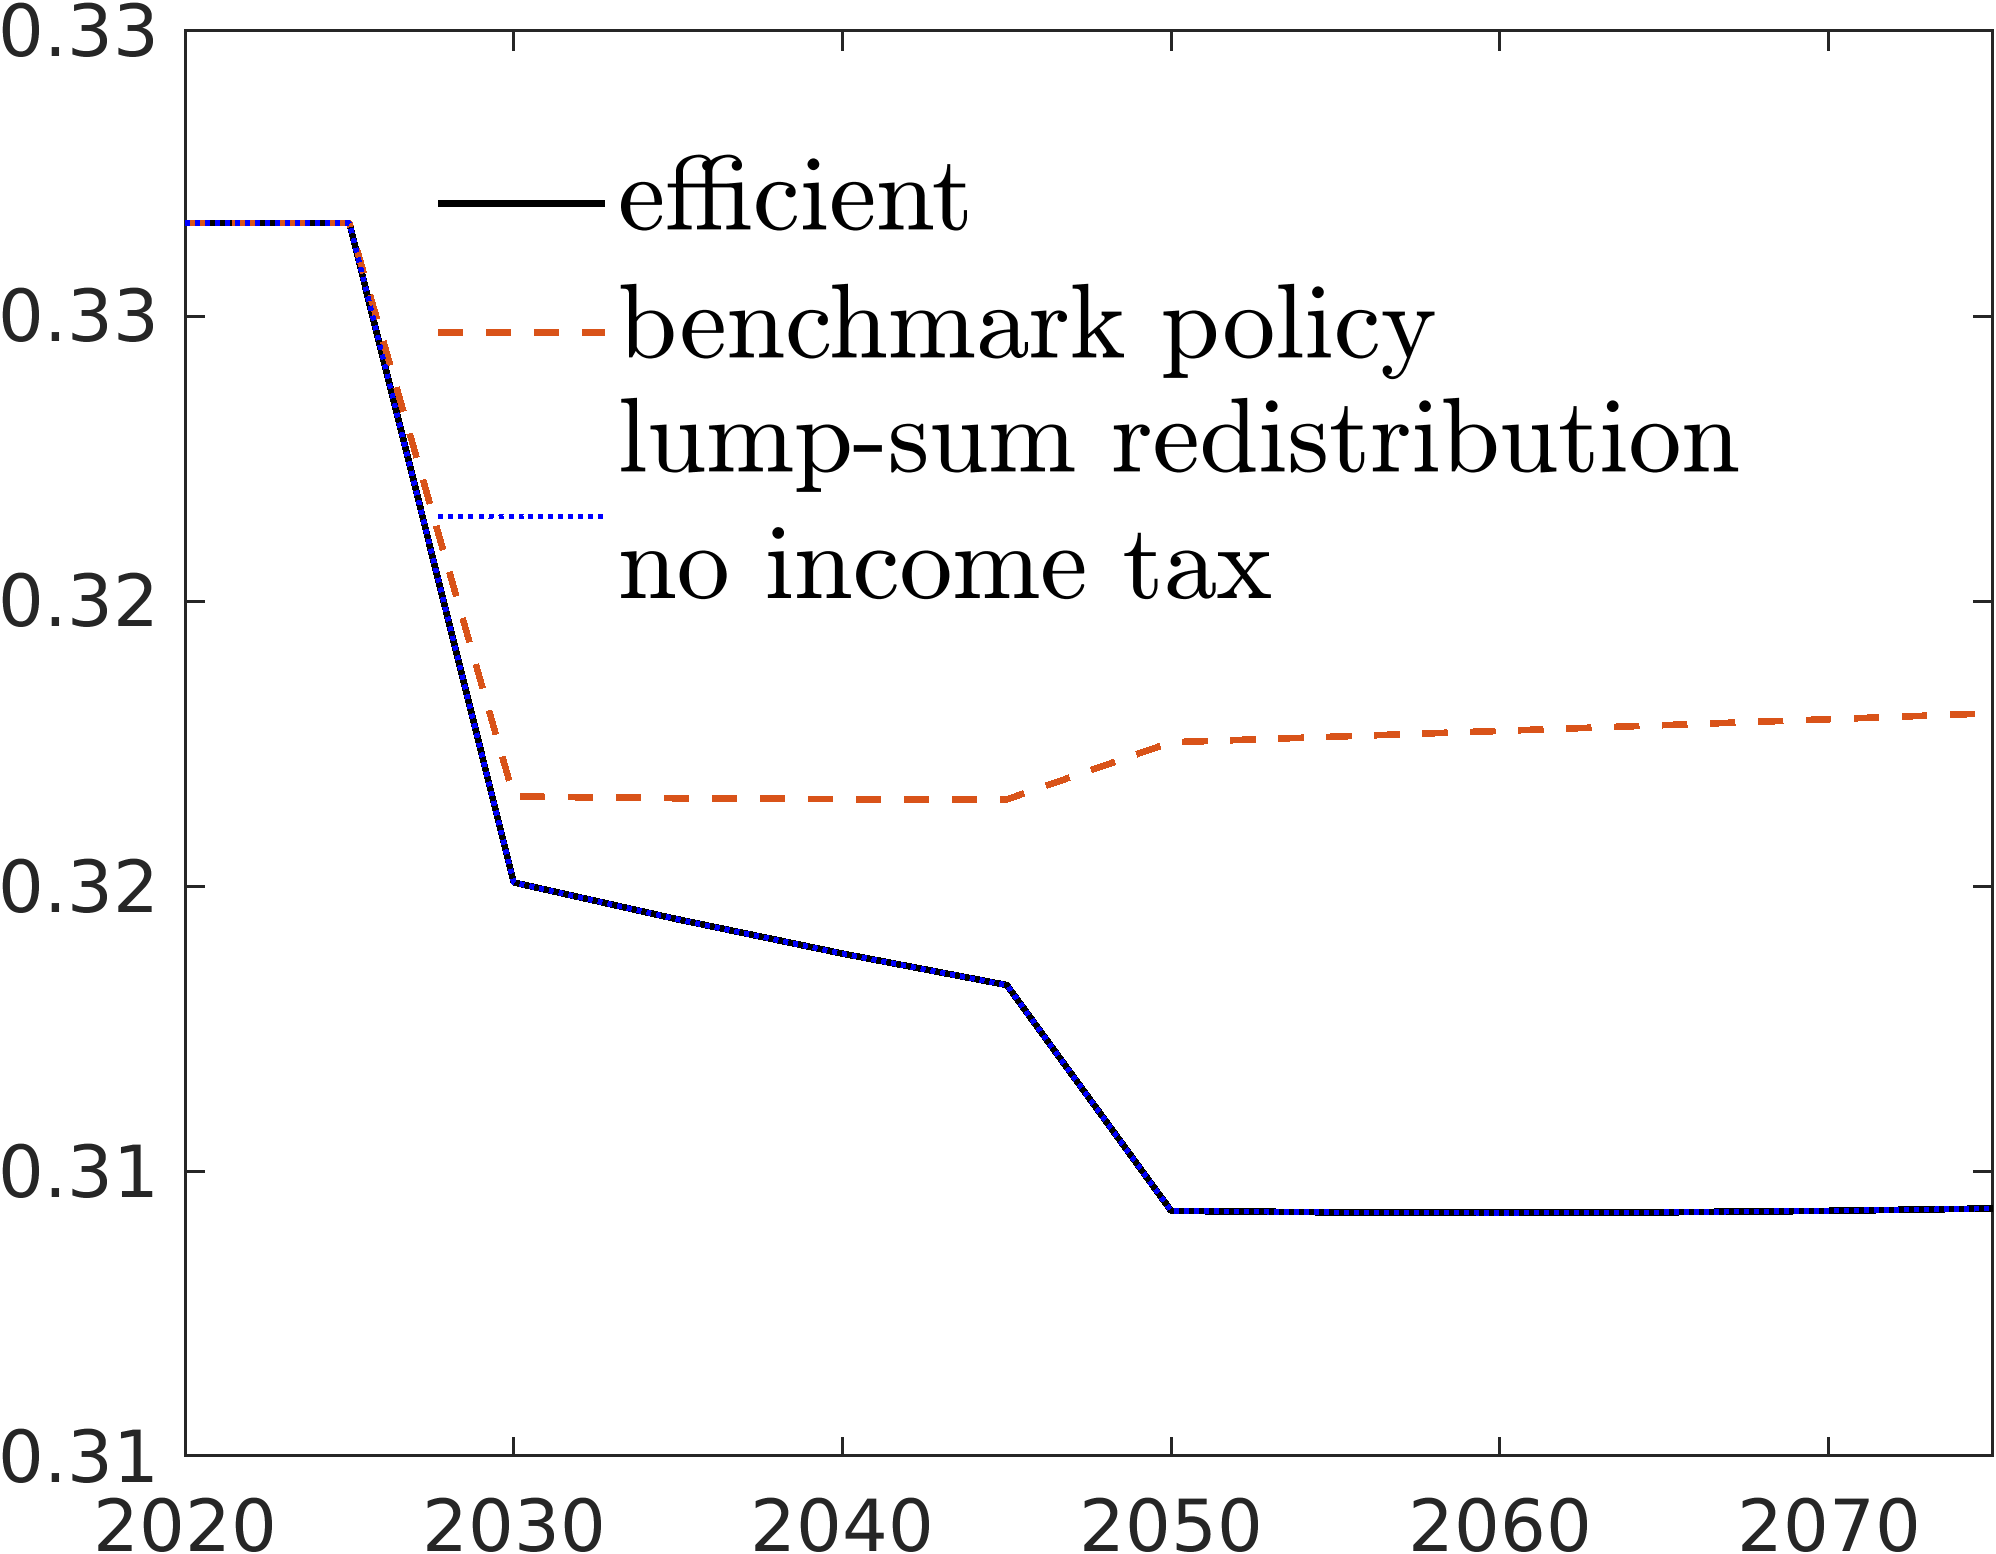 0.33
efficient
0.33
benchmark policy
lump-sum redistribution
no income tax
0.32
0.32
0.31
0.31
2020 2030 2040 2050 2060 2070